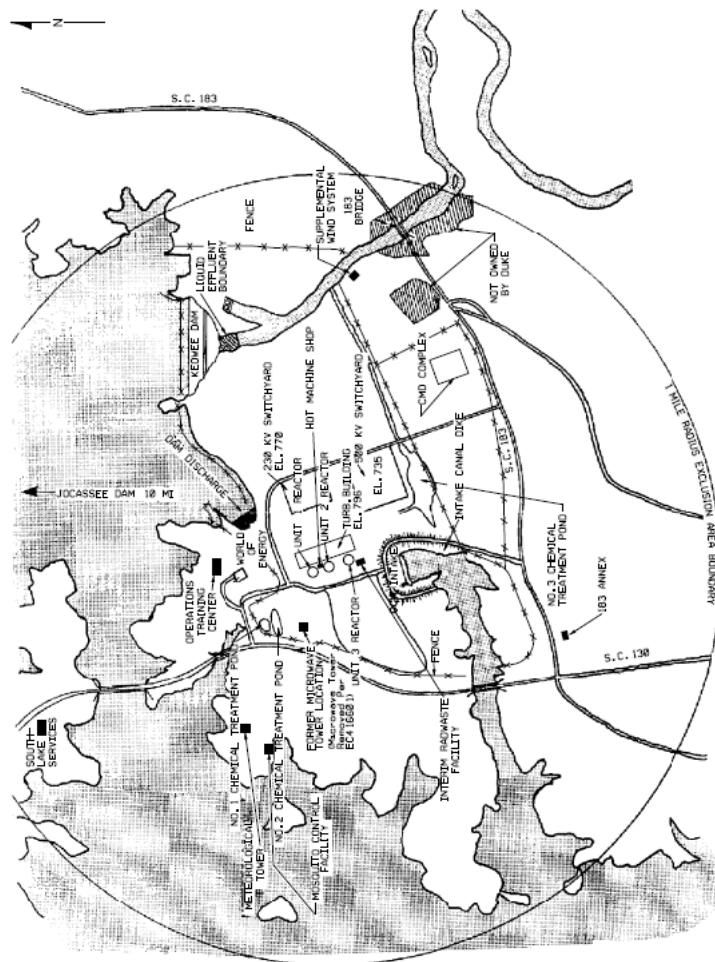 N
S.C. 183
FENCE
SUPPLEMENTAL
WIND SYSTEM
183
BRIDGE
LIQUID
EFFLUENT
BOUNDARY
NOT OWNED
BY DUKE
KEOWEE DAM
CMD COMPLEX
230 KV SWITCHYARD
EL.770
HOT MACHINE SHOP
500 KV SWITCHYARD
EL.735
DAM DISCHARGE
JOCASSEE DAM 10 MI
UNIT 1 REACTOR
UNIT 2 REACTOR
TURB.BUILDING
EL.796
INTAKE CANAL DIKE
S.C.183
1 MILE RADIUS EXCLUSION AREA BOUNDARY
WORLD
OF
ENERGY
OPERATIONS
TRAINING
CENTER
INTAKE
NO.3 CHEMICAL
TREATMENT POND
183 ANNEX
UNIT 3 REACTOR
FENCE
S.C.130
SOUTH
LAKE
SERVICES
NO.1 CHEMICAL TREATMENT POND
NO.2 CHEMICAL TREATMENT POND
FORMER MICROWAVE
TOWER LOCATION
(Macrowave Tower
Removed Per
EC416601)
INTERIM RADWASTE
FACILITY
METEROLOGICAL
TOWER
MOSQUITO CONTROL
FACILITY